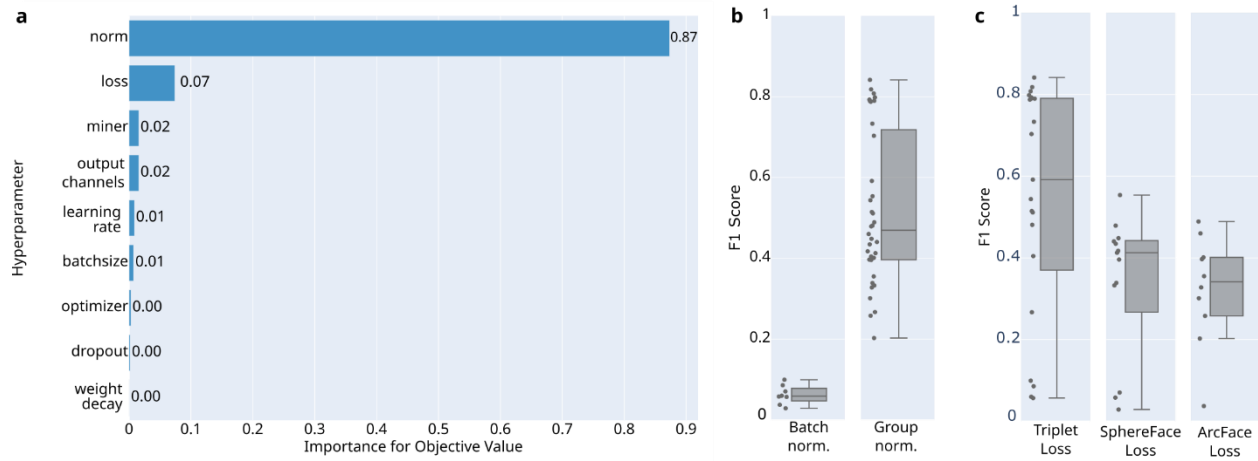 a
Hyperparameter
norm
0.87
loss
0.07
miner
0.02
output
channels
0.02
learning
rate
0.01
batchsize
0.01
optimizer
0.00
dropout
0.00
weight
decay
0.00
0 0.1 0.2 0.3 0.4 0.5 0.6 0.7 0.8 0.9
Importance for Objective Value
b
F1 Score
1
0.8
0.6
0.4
0.2
0
Batch
norm.
Group
norm.
c
F1 Score
1
0.8
0.6
0.4
0.2
0
Triplet
Loss
SphereFace
Loss
ArcFace
Loss